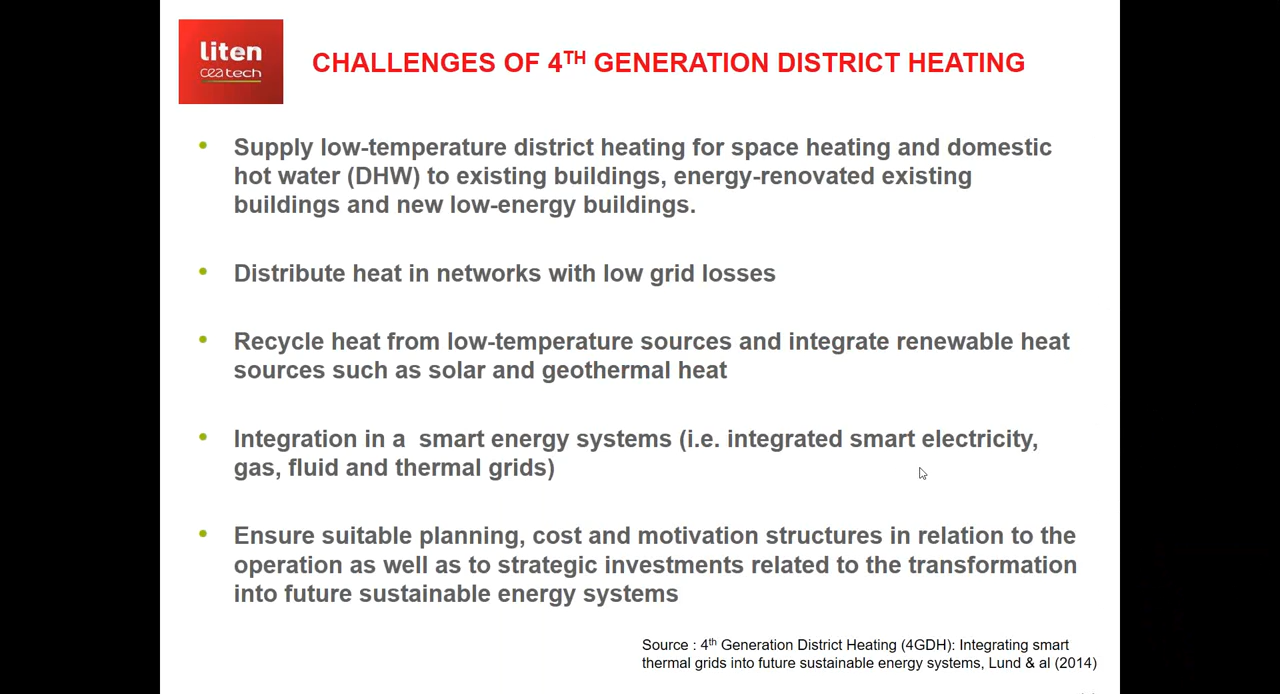 liten
ceatech
CHALLENGES OF 4TH GENERATION DISTRICT HEATING
• Supply low-temperature district heating for space heating and domestic
hot water (DHW) to existing buildings, energy-renovated existing
buildings and new low-energy buildings.
• Distribute heat in networks with low grid losses
• Recycle heat from low-temperature sources and integrate renewable heat
sources such as solar and geothermal heat
• Integration in a  smart energy systems (i.e. integrated smart electricity,
gas, fluid and thermal grids)
• Ensure suitable planning, cost and motivation structures in relation to the
operation as well as to strategic investments related to the transformation
into future sustainable energy systems
Source : 4th Generation District Heating (4GDH): Integrating smart
thermal grids into future sustainable energy systems, Lund & al (2014)